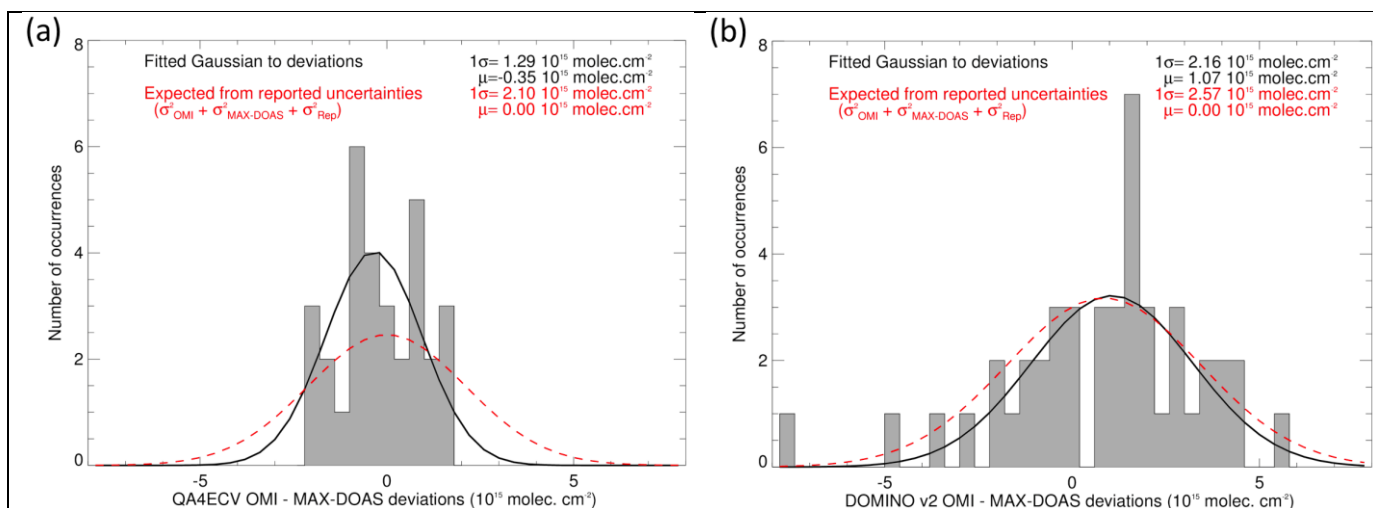 (a)
8
6
4
2
0
Number of occurrences
Fitted Gaussian to deviations
1σ= 1.29 10¹⁵ molec.cm⁻²
μ=-0.35 10¹⁵ molec.cm⁻²
Expected from reported uncertainties
1σ= 2.10 10¹⁵ molec.cm⁻²
(σ²OMI + σ²MAX-DOAS + σ²Rep)
μ= 0.00 10¹⁵ molec.cm⁻²
-5 0 5
QA4ECV OMI - MAX-DOAS deviations (10¹⁵ molec. cm⁻²)
(b)
8
6
4
2
0
Number of occurrences
Fitted Gaussian to deviations
1σ= 2.16 10¹⁵ molec.cm⁻²
μ= 1.07 10¹⁵ molec.cm⁻²
Expected from reported uncertainties
1σ= 2.57 10¹⁵ molec.cm⁻²
(σ²OMI + σ²MAX-DOAS + σ²Rep)
μ= 0.00 10¹⁵ molec.cm⁻²
-5 0 5
DOMINO v2 OMI - MAX-DOAS deviations (10¹⁵ molec. cm⁻²)